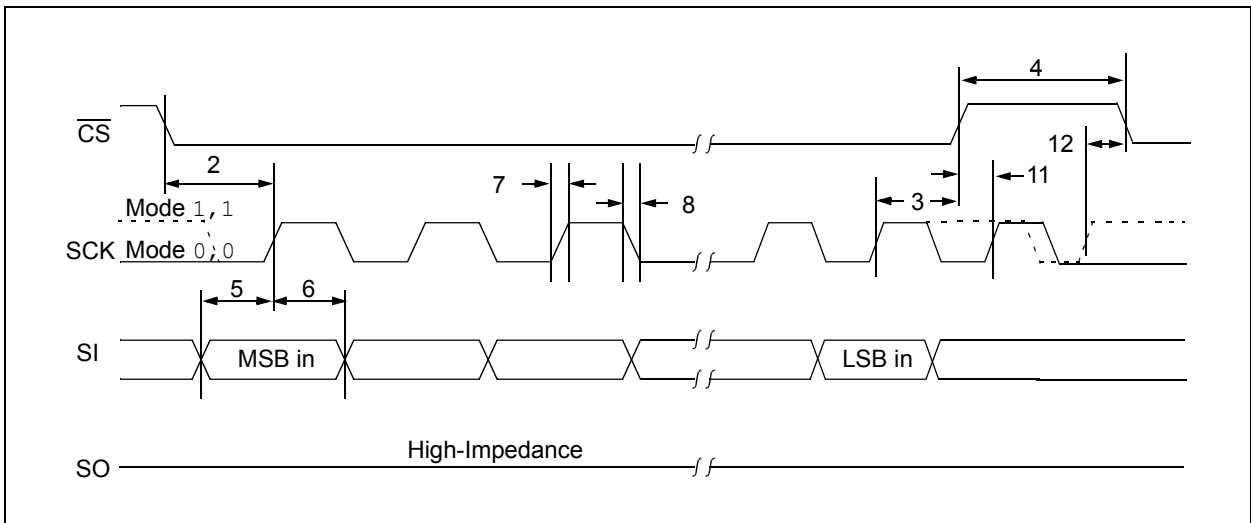 4
CS
12
2
7
11
8
3
Mode 1,1
SCK Mode 0,0
5
6
SI
MSB in
LSB in
High-Impedance
SO